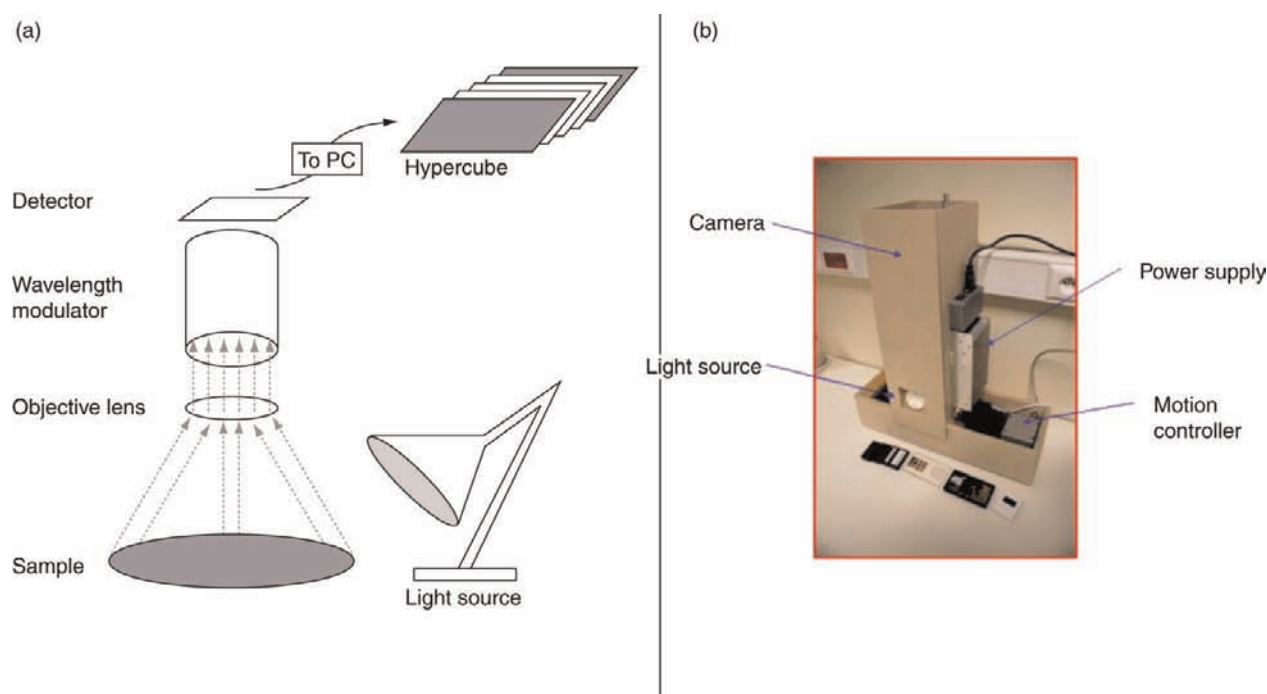 (a)
To PC
Hypercube
Detector
Wavelength
modulator
Objective lens
Sample
Light source
(b)
Camera
Power supply
Light source
Motion
controller